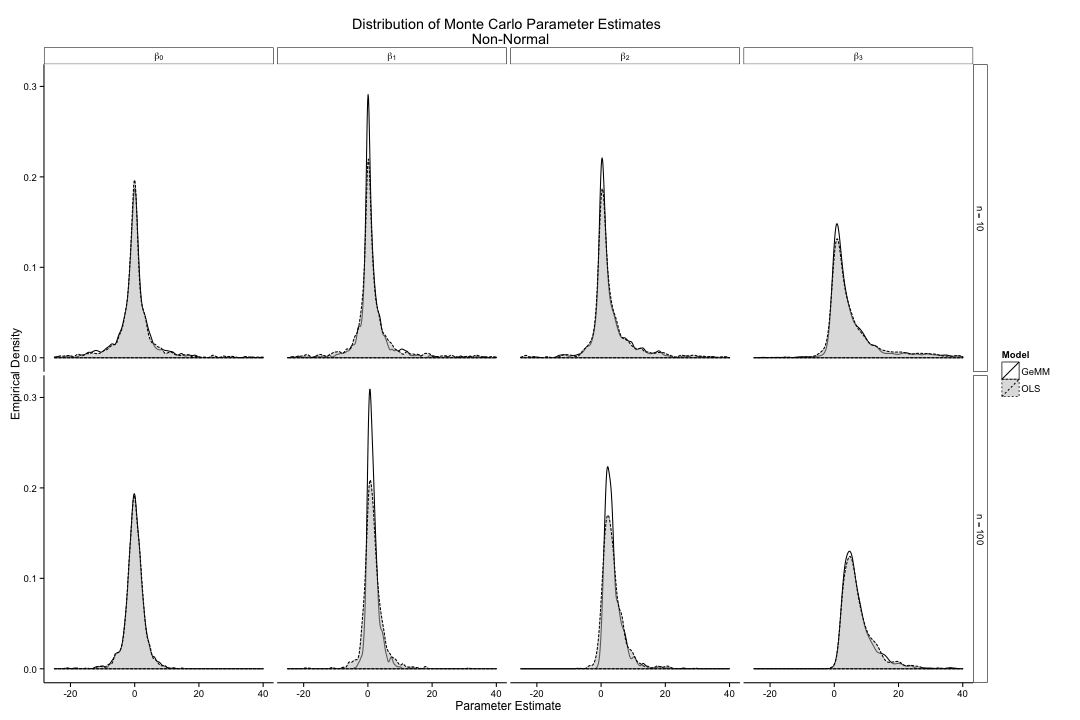 Distribution of Monte Carlo Parameter Estimates
Non-Normal
β₀ β₁ β₂ β₃
0.3
0.2
0.1
0.0
n = 10
Empirical Density
0.3
0.2
0.1
0.0
n = 100
-20 0 20 40 -20 0 20 40 -20 0 20 40 -20 0 20 40
Parameter Estimate
Model
GeMM
OLS